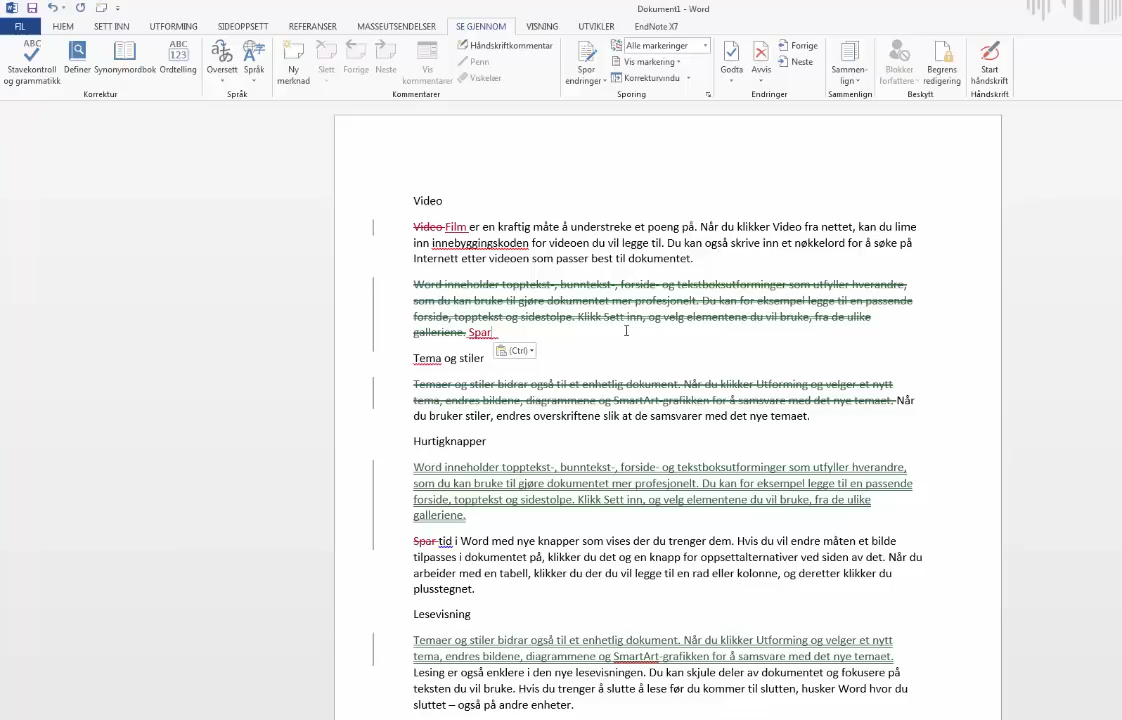 Dokument1 - Word
FIL HJEM SETT INN UTFORMING SIDEOPPSETT REFERANSER MASSEUTSENDELSER SE GJENNOM VISNING UTVIKLER EndNote X7
Stavekontroll og grammatikk
Definer
Synonymordbok
Ordtelling
Korrektur
Oversett
Språk
Språk
Ny merknad
Slett
Forrige
Neste
Vis kommentarer
Kommentarer
Håndskriftkommentar
Penn
Viskelær
Spor endringer
Alle markeringer
Vis markering
Korrekturvindu
Sporing
Godta
Avvis
Forrige
Neste
Endringer
Sammenlign
Sammenlign
Blokker forfattere
Begrens redigering
Beskytt
Start håndskrift
Håndskrift
Video
Video Film er en kraftig måte å understreke et poeng på. Når du klikker Video fra nettet, kan du lime
inn innebyggingskoden for videoen du vil legge til. Du kan også skrive inn et nøkkelord for å søke på
Internett etter videoen som passer best til dokumentet.
Word inneholder topptekst-, bunntekst-, forside- og tekstboksutforminger som utfyller hverandre,
som du kan bruke til gjøre dokumentet mer profesjonelt. Du kan for eksempel legge til en passende
forside, topptekst og sidestolpe. Klikk Sett inn, og velg elementene du vil bruke, fra de ulike
galleriene. Spar
(Ctrl)
Tema og stiler
Temaer og stiler bidrar også til et enhetlig dokument. Når du klikker Utforming og velger et nytt
tema, endres bildene, diagrammene og SmartArt-grafikken for å samsvare med det nye temaet. Når
du bruker stiler, endres overskriftene slik at de samsvarer med det nye temaet.
Hurtigknapper
Word inneholder topptekst-, bunntekst-, forside- og tekstboksutforminger som utfyller hverandre,
som du kan bruke til gjøre dokumentet mer profesjonelt. Du kan for eksempel legge til en passende
forside, topptekst og sidestolpe. Klikk Sett inn, og velg elementene du vil bruke, fra de ulike
galleriene.
Spar tid i Word med nye knapper som vises der du trenger dem. Hvis du vil endre måten et bilde
tilpasses i dokumentet på, klikker du det og en knapp for oppsettalternativer ved siden av det. Når du
arbeider med en tabell, klikker du der du vil legge til en rad eller kolonne, og deretter klikker du
plusstegnet.
Lesevisning
Temaer og stiler bidrar også til et enhetlig dokument. Når du klikker Utforming og velger et nytt
tema, endres bildene, diagrammene og SmartArt-grafikken for å samsvare med det nye temaet.
Lesing er også enklere i den nye lesevisningen. Du kan skjule deler av dokumentet og fokusere på
teksten du vil bruke. Hvis du trenger å slutte å lese før du kommer til slutten, husker Word hvor du
sluttet – også på andre enheter.